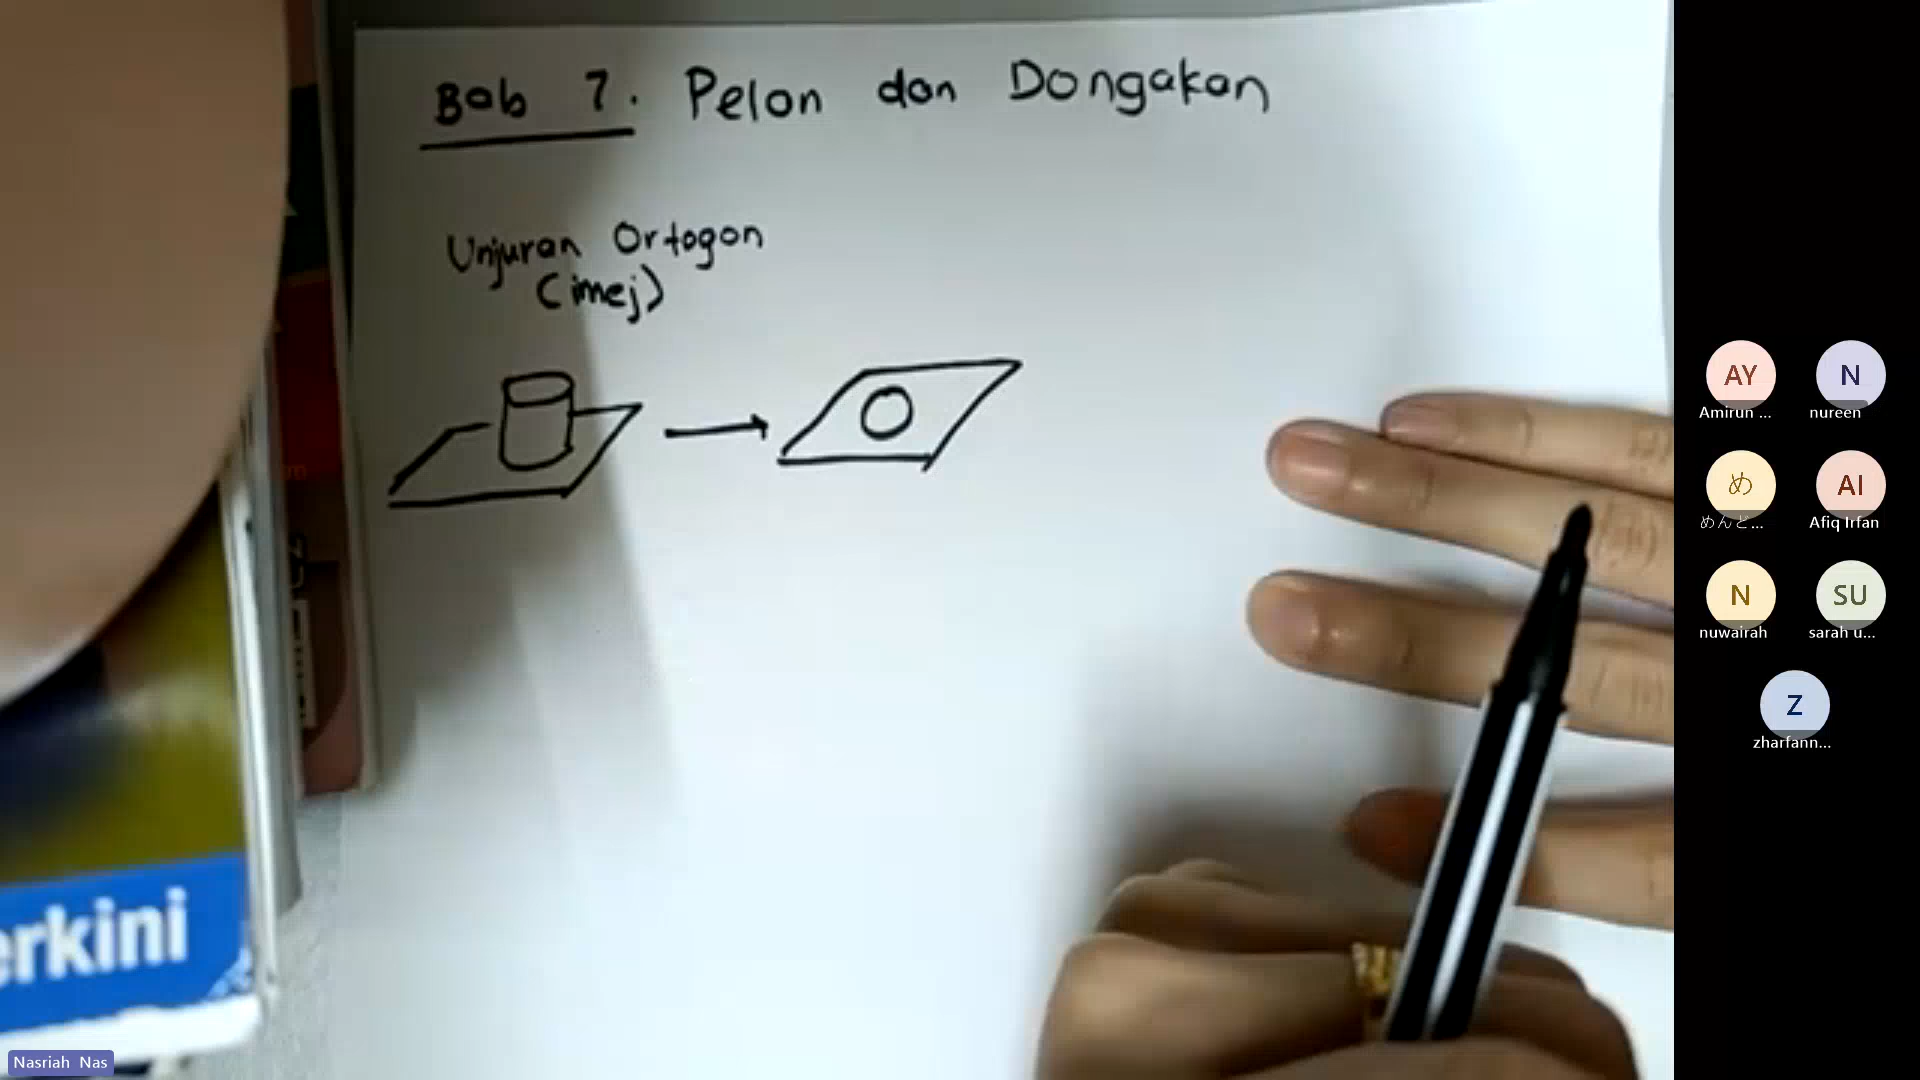 Bab 7. Pelan dan Dongakan
Unjuran Ortogon
(imej)
erkini
Nasriah Nas
AY
Amirun ...
N
nureen
め
めんど...
AI
Afiq Irfan
N
nuwairah
SU
sarah u...
Z
zharfann...